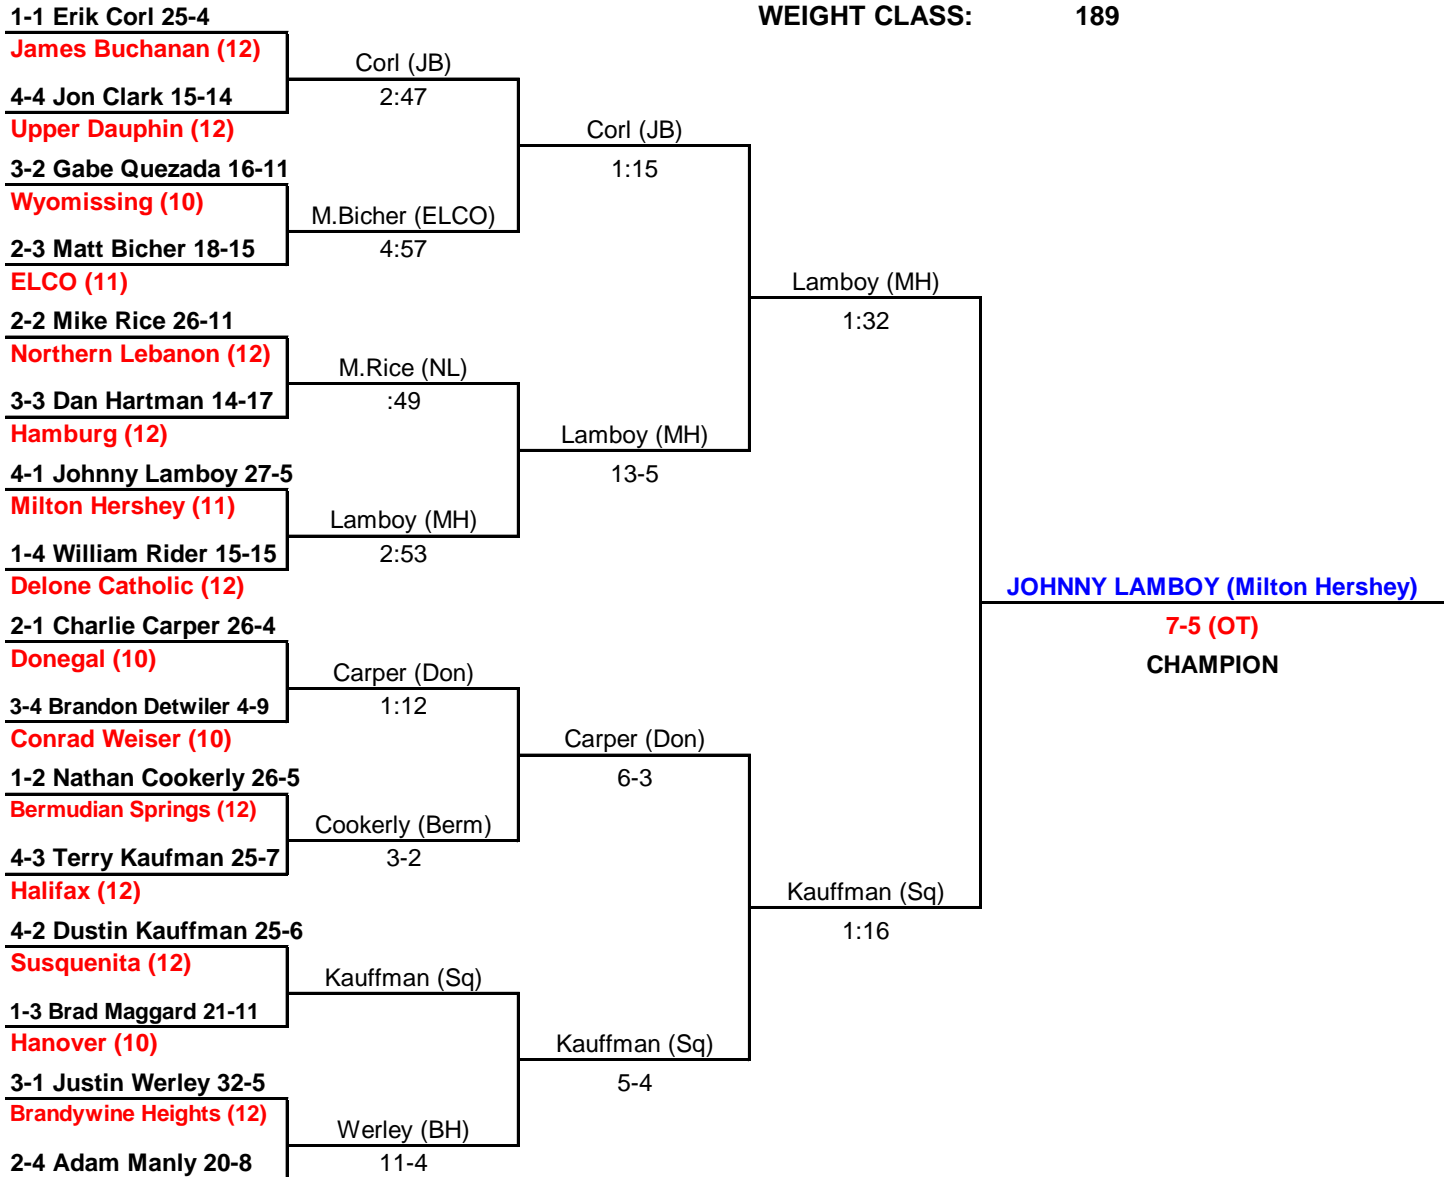 1-1 Erik Corl 25-4
WEIGHT CLASS: 189
James Buchanan (12)
Corl (JB)
4-4 Jon Clark 15-14
2:47
Upper Dauphin (12)
Corl (JB)
3-2 Gabe Quezada 16-11
1:15
Wyomissing (10)
M.Bicher (ELCO)
2-3 Matt Bicher 18-15
4:57
ELCO (11)
Lamboy (MH)
2-2 Mike Rice 26-11
1:32
Northern Lebanon (12)
M.Rice (NL)
3-3 Dan Hartman 14-17
:49
Hamburg (12)
Lamboy (MH)
4-1 Johnny Lamboy 27-5
13-5
Milton Hershey (11)
Lamboy (MH)
1-4 William Rider 15-15
2:53
Delone Catholic (12)
JOHNNY LAMBOY (Milton Hershey)
2-1 Charlie Carper 26-4
7-5 (OT)
Donegal (10)
CHAMPION
Carper (Don)
3-4 Brandon Detwiler 4-9
1:12
Conrad Weiser (10)
Carper (Don)
1-2 Nathan Cookerly 26-5
6-3
Bermudian Springs (12)
Cookerly (Berm)
4-3 Terry Kaufman 25-7
3-2
Halifax (12)
Kauffman (Sq)
4-2 Dustin Kauffman 25-6
1:16
Susquenita (12)
Kauffman (Sq)
1-3 Brad Maggard 21-11
Hanover (10)
Kauffman (Sq)
3-1 Justin Werley 32-5
5-4
Brandywine Heights (12)
Werley (BH)
2-4 Adam Manly 20-8
11-4